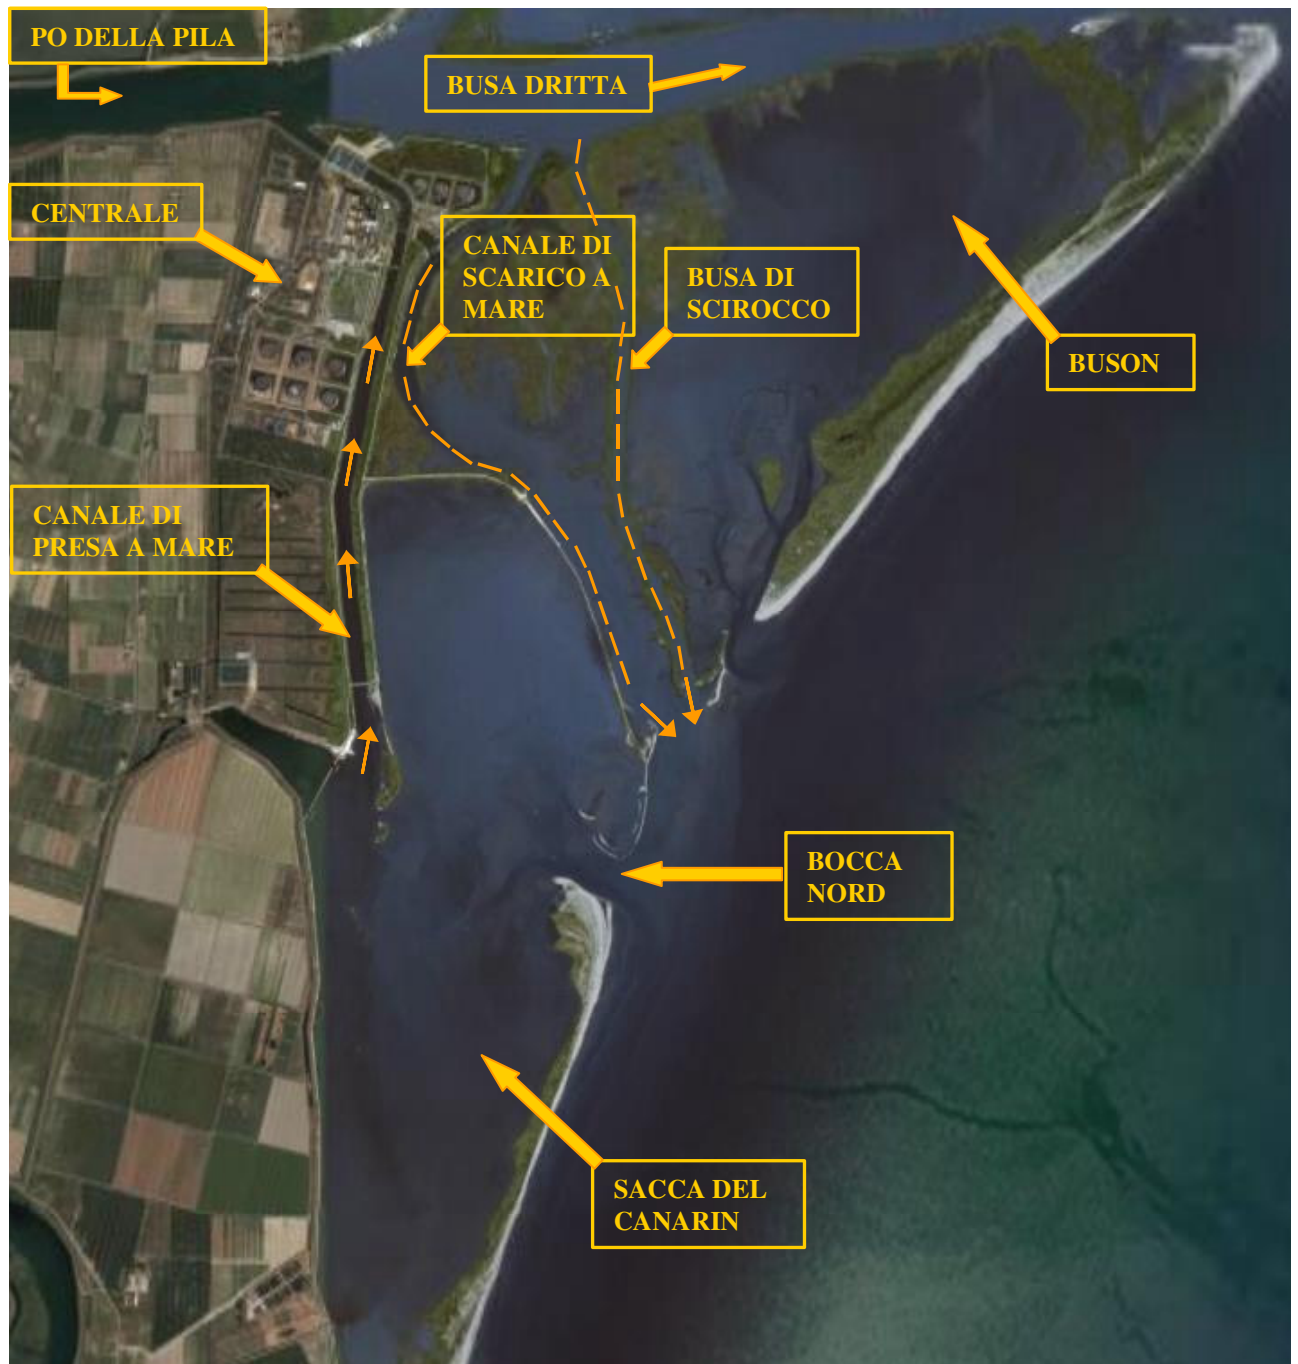 PO DELLA PILA
BUSA DRITTA
CENTRALE
CANALE DI
SCARICO A
MARE
BUSA DI
SCIROCCO
BUSON
CANALE DI
PRESA A MARE
BOCCA
NORD
SACCA DEL
CANARIN